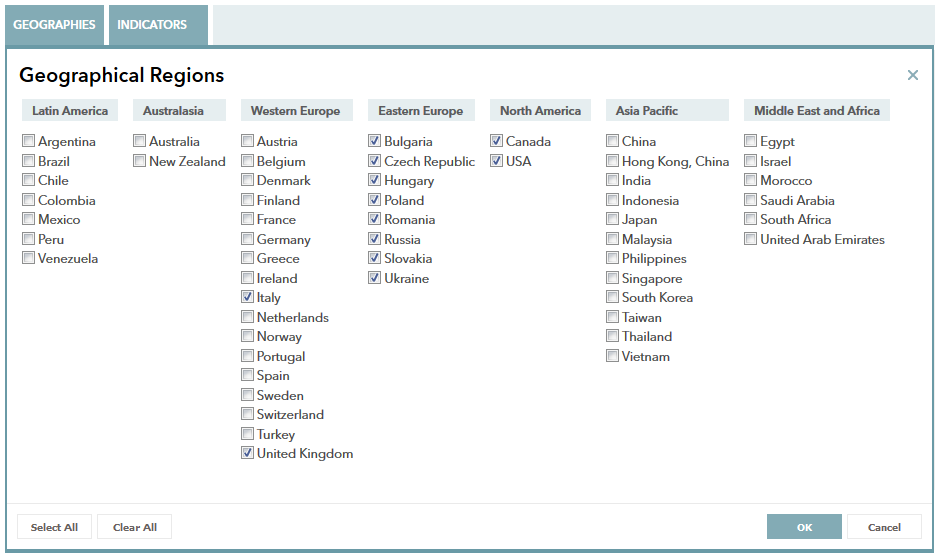 GEOGRAPHIES
INDICATORS
Geographical Regions
Latin America
Argentina
Brazil
Chile
Colombia
Mexico
Peru
Venezuela
Australasia
Australia
New Zealand
Western Europe
Austria
Belgium
Denmark
Finland
France
Germany
Greece
Ireland
Italy
Netherlands
Norway
Portugal
Spain
Sweden
Switzerland
Turkey
United Kingdom
Eastern Europe
Bulgaria
Czech Republic
Hungary
Poland
Romania
Russia
Slovakia
Ukraine
North America
Canada
USA
Asia Pacific
China
Hong Kong, China
India
Indonesia
Japan
Malaysia
Philippines
Singapore
South Korea
Taiwan
Thailand
Vietnam
Middle East and Africa
Egypt
Israel
Morocco
Saudi Arabia
South Africa
United Arab Emirates
Select All
Clear All
OK
Cancel